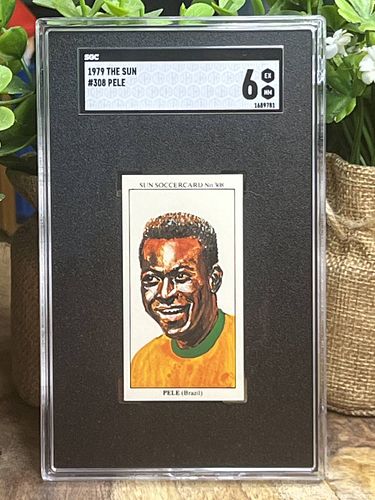 SGC
1979 THE SUN
#308 PELE
6
EX
NM
1689781
SUN SOCCERCARD No. 308
PELE (Brazil)